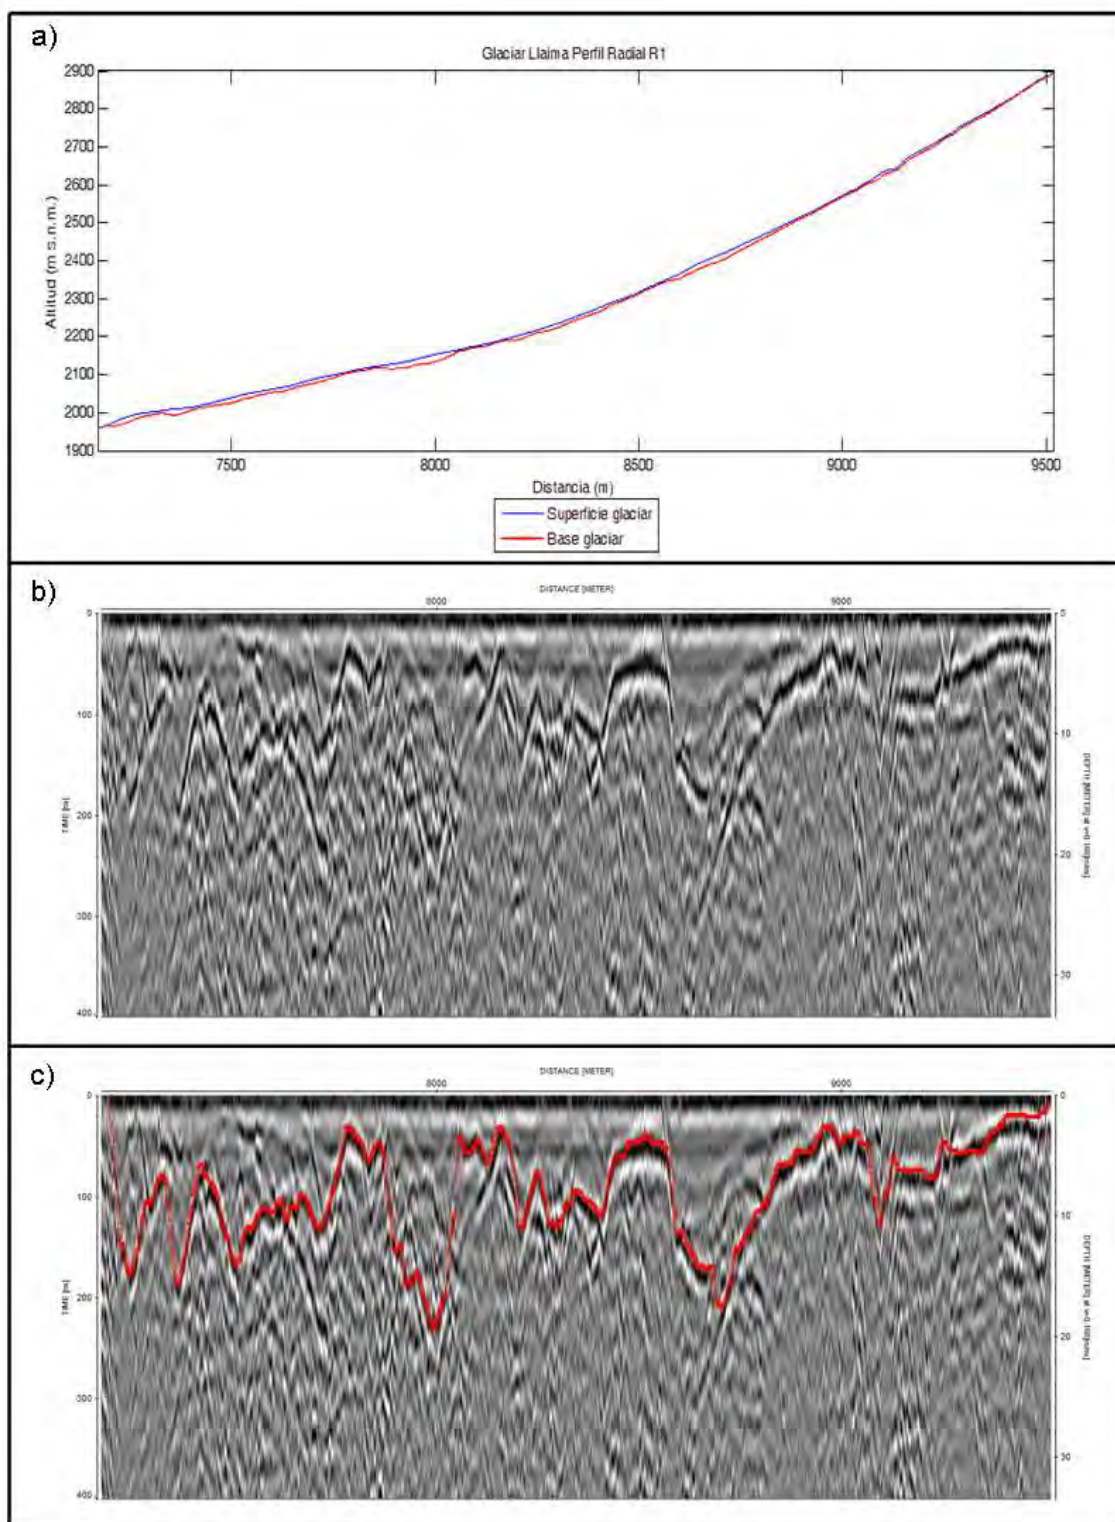 a)
Glaciar Llaima Perfil Radial R1
2900
2800
2700
2600
2500
2400
2300
2200
2100
2000
1900
Altitud (m s.n.m.)
7500 8000 8500 9000 9500
Distancia (m)
Superficie glaciar
Base glaciar
b)
DISTANCE [METER]
8000 9000
0
100
200
300
400
TIME [ns]
5
10
20
30
c)
DISTANCE [METER]
8000 9000
0
100
200
300
400
TIME [ns]
0
10
20
30